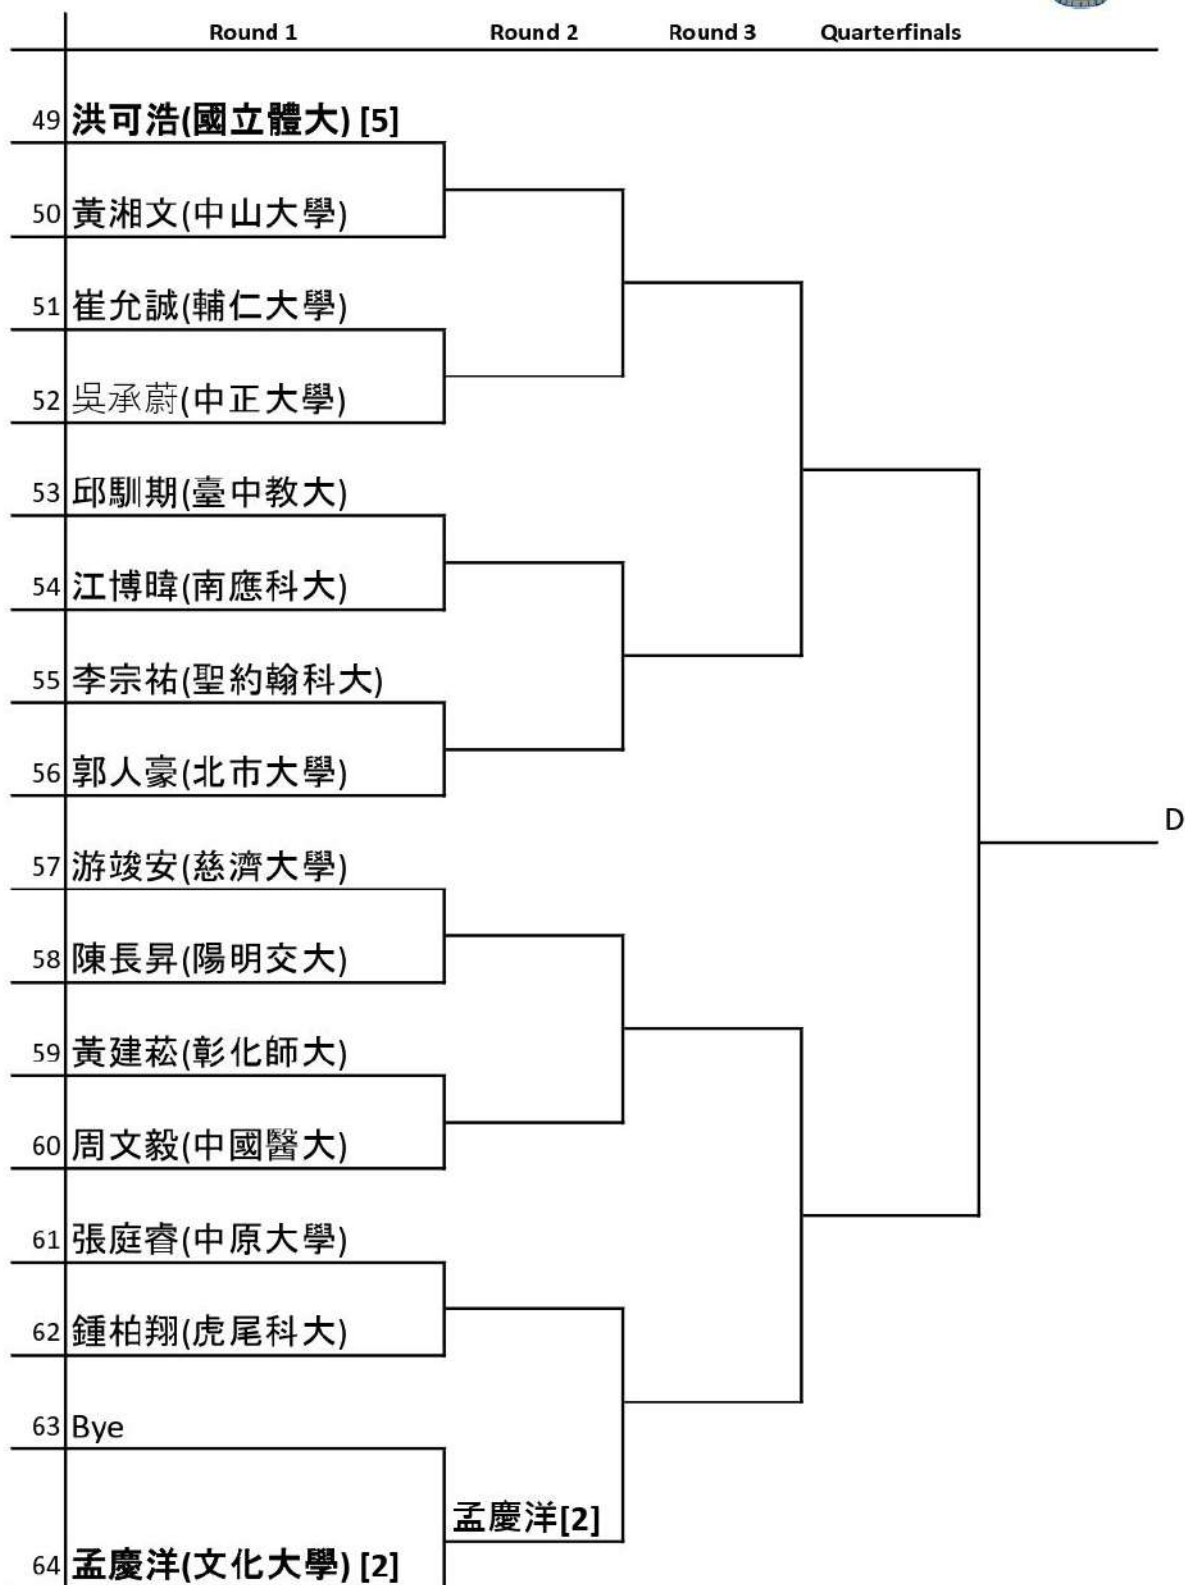 Round 1 Round 2 Round 3 Quarterfinals
49 洪可浩(國立體大) [5]
50 黃湘文(中山大學)
51 崔允誠(輔仁大學)
52 吳承蔚(中正大學)
53 邱馴期(臺中教大)
54 江博暐(南應科大)
55 李宗祐(聖約翰科大)
56 郭人豪(北市大學)
D
57 游竣安(慈濟大學)
58 陳長昇(陽明交大)
59 黃建菘(彰化師大)
60 周文毅(中國醫大)
61 張庭睿(中原大學)
62 鍾柏翔(虎尾科大)
63 Bye
孟慶洋[2]
64 孟慶洋(文化大學) [2]